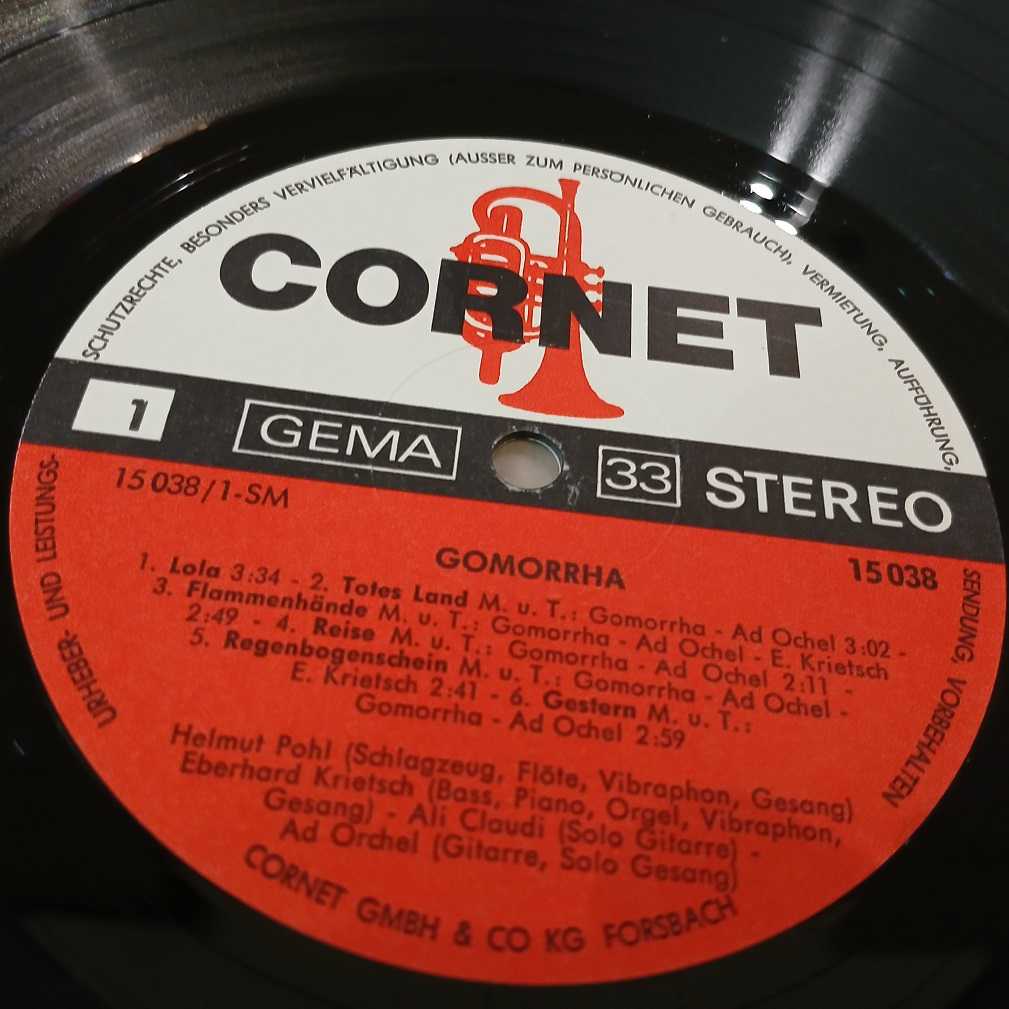 SCHUTZRECHTE, BESONDERS VERVIELFÄLTIGUNG (AUSSER ZUM PERSÖNLICHEN GEBRAUCH), VERMIETUNG, AUFFÜHRUNG,
CORNET
1 GEMA 33 STEREO
15 038/1-SM
15 038
GOMORRHA
1. Lola 3:34 - 2. Totes Land M. u. T.: Gomorrha - Ad Ochel 3:02 -
3. Flammenhände M. u. T.: Gomorrha - Ad Ochel - E. Krietsch
2:49 - 4. Reise M. u. T.: Gomorrha - Ad Ochel 2:11 -
5. Regenbogenschein M. u. T.: Gomorrha - Ad Ochel -
E. Krietsch 2:41 - 6. Gestern M. u. T.:
Gomorrha - Ad Ochel 2:59
Helmut Pohl (Schlagzeug, Flöte, Vibraphon, Gesang)
Eberhard Krietsch (Bass, Piano, Orgel, Vibraphon,
Gesang) - Ali Claudi (Solo Gitarre) -
Ad Orchel (Gitarre, Solo Gesang)
URHEBER- UND LEISTUNGS-
SENDUNG, VORBEHALTEN
CORNET GMBH & CO KG FORSBACH